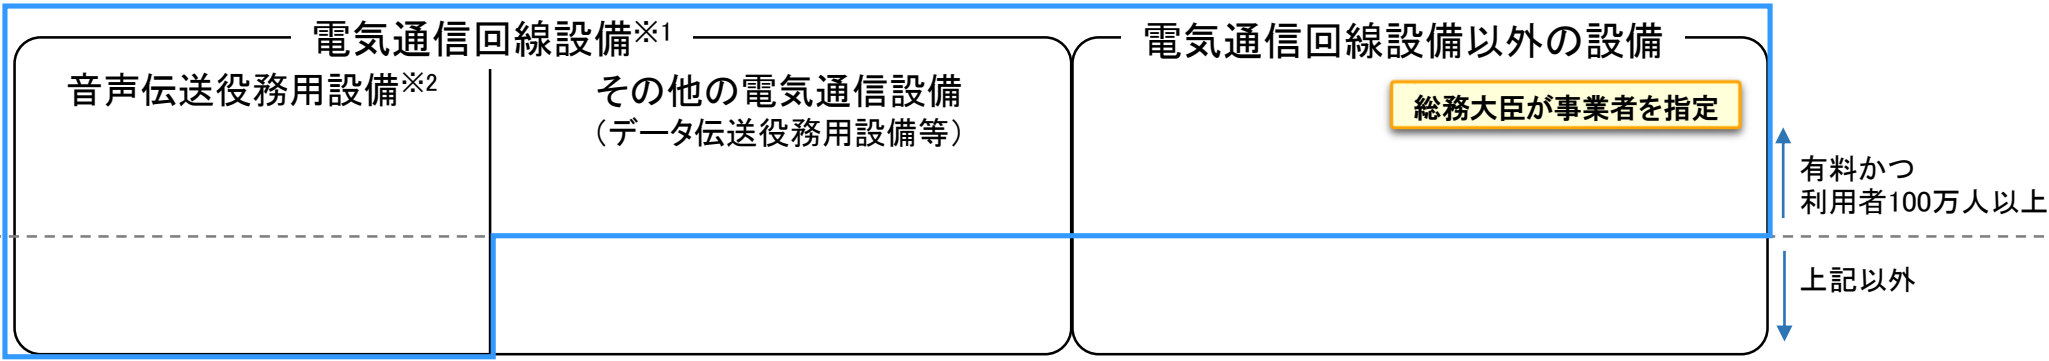 電気通信回線設備※1
電気通信回線設備以外の設備
音声伝送役務用設備※2
その他の電気通信設備
（データ伝送役務用設備等）
総務大臣が事業者を指定
有料かつ
利用者100万人以上
上記以外